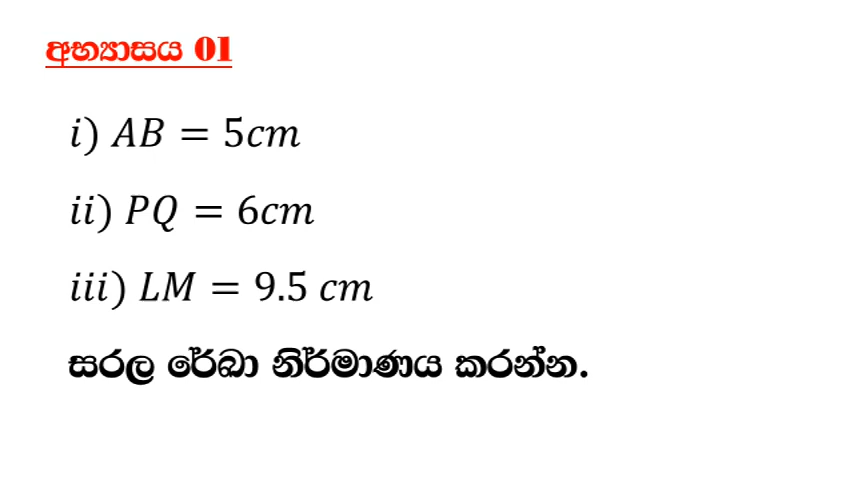 අභ්‍යාසය 01
i) AB = 5cm
ii) PQ = 6cm
iii) LM = 9.5 cm
සරල රේඛා නිර්මාණය කරන්න.